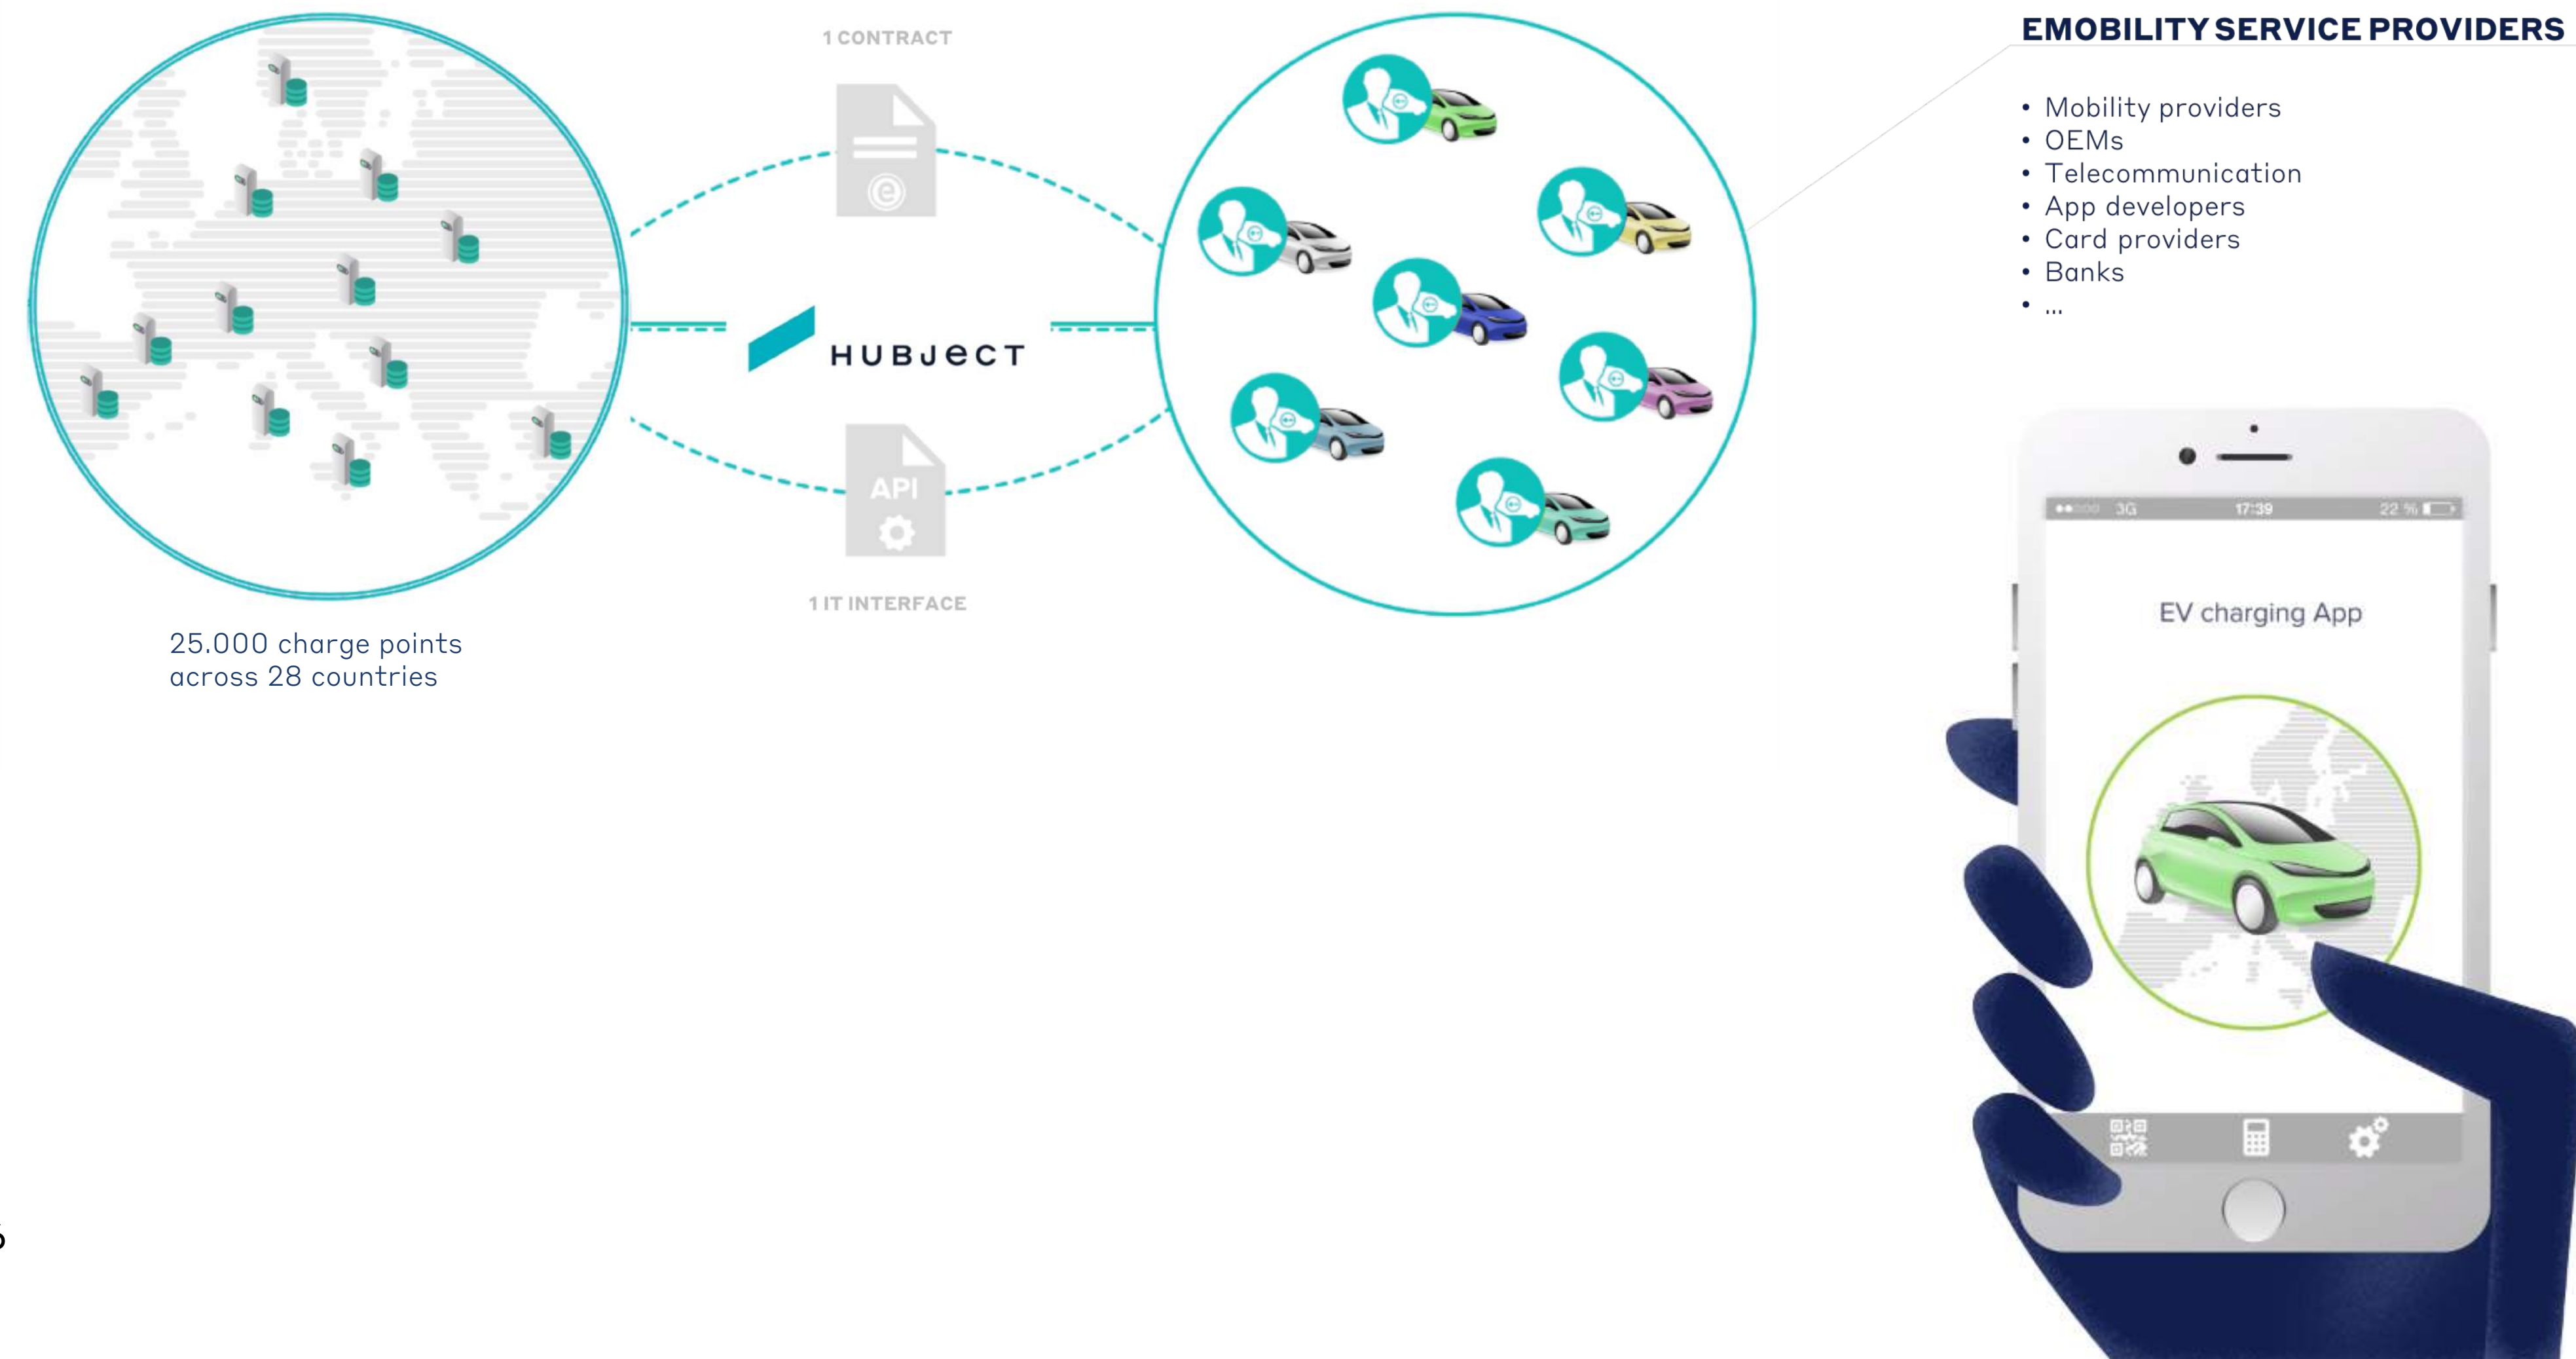 1 CONTRACT
HUBJECT
API
1 IT INTERFACE
25.000 charge points
across 28 countries
EMOBILITY SERVICE PROVIDERS
• Mobility providers
• OEMs
• Telecommunication
• App developers
• Card providers
• Banks
• ...
3G 17:39 22 %
EV charging App